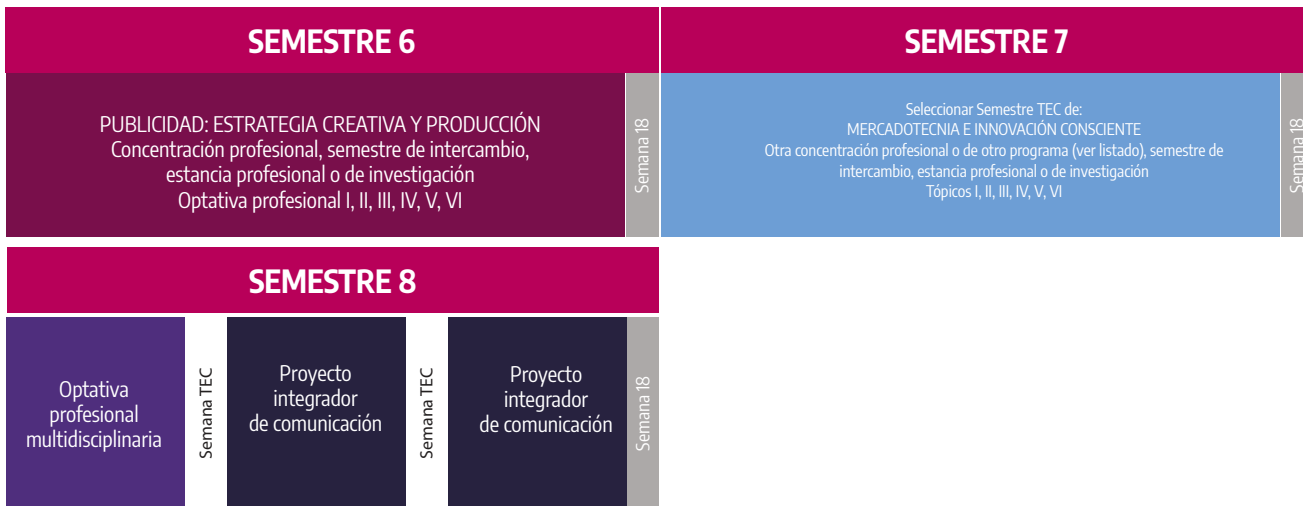 SEMESTRE 6
PUBLICIDAD: ESTRATEGIA CREATIVA Y PRODUCCIÓN
Concentración profesional, semestre de intercambio,
estancia profesional o de investigación
Optativa profesional I, II, III, IV, V, VI
Semana 18
SEMESTRE 7
Seleccionar Semestre TEC de:
MERCADOTECNIA E INNOVACIÓN CONSCIENTE
Otra concentración profesional o de otro programa (ver listado), semestre de
intercambio, estancia profesional o de investigación
Tópicos I, II, III, IV, V, VI
Semana 18
SEMESTRE 8
Optativa
profesional
multidisciplinaria
Semana TEC
Proyecto
integrador
de comunicación
Semana TEC
Proyecto
integrador
de comunicación
Semana 18